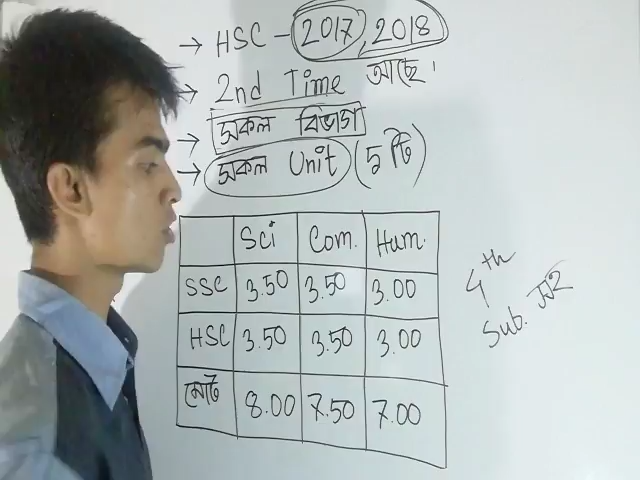 → HSC – 2017, 2018
→ 2nd Time আছে।
→ সকল বিভাগ
→ সকল Unit (৯ টি)
Sci Com. Hum.
SSC 3.50 3.50 3.00
HSC 3.50 3.50 3.00
মোট 8.00 7.50 7.00
4th
Sub. সহ